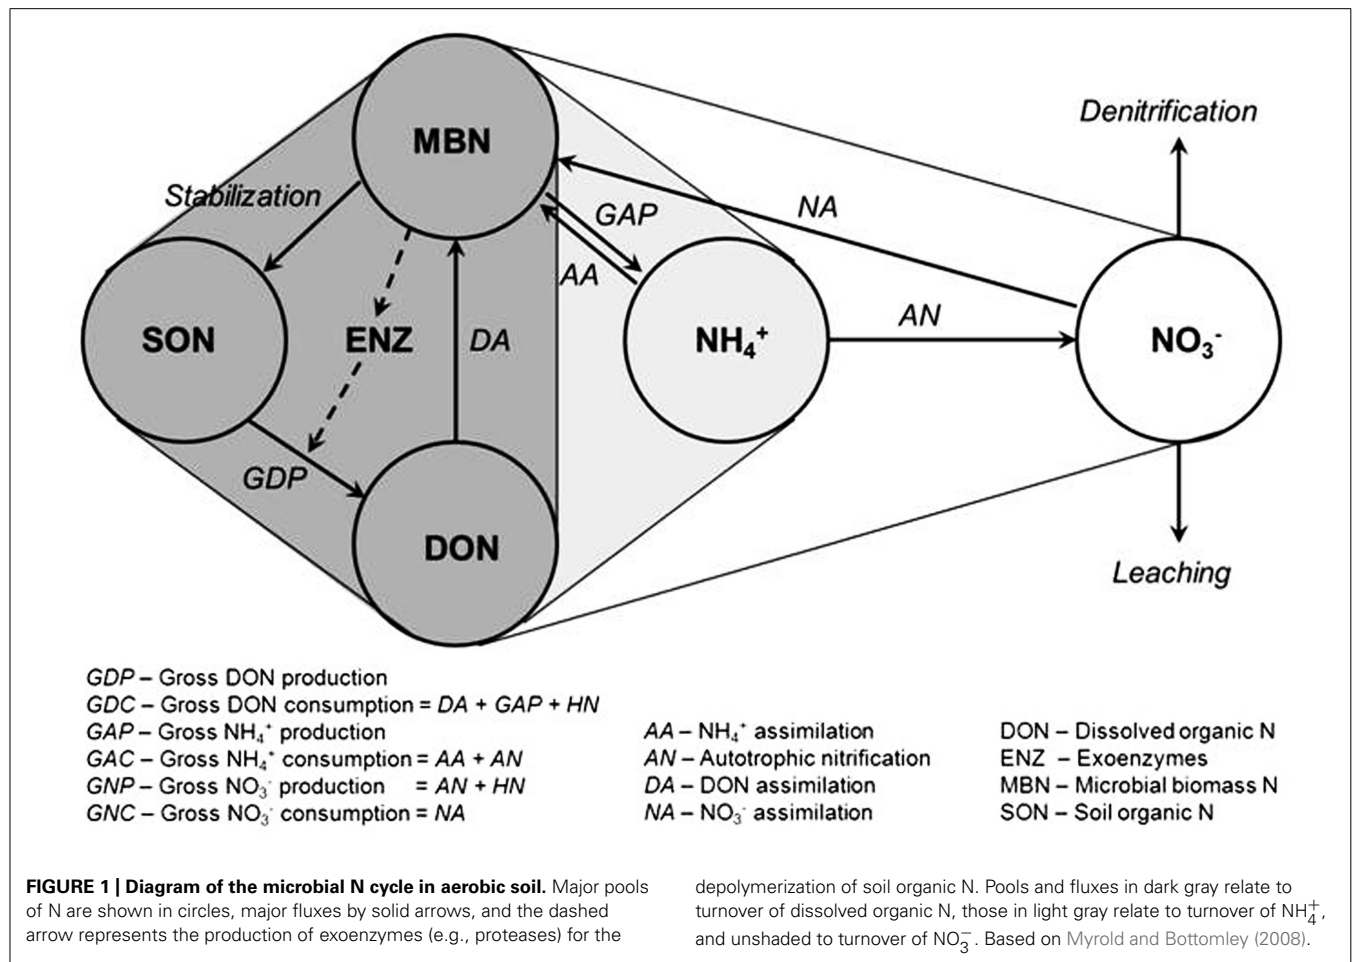 Denitrification
MBN
Stabilization
GAP
NA
AA
SON
ENZ
DA
NH₄⁺
AN
NO₃⁻
GDP
DON
Leaching
GDP – Gross DON production
GDC – Gross DON consumption = DA + GAP + HN
GAP – Gross NH₄⁺ production
GAC – Gross NH₄⁺ consumption = AA + AN
GNP – Gross NO₃⁻ production = AN + HN
GNC – Gross NO₃⁻ consumption = NA
AA – NH₄⁺ assimilation
AN – Autotrophic nitrification
DA – DON assimilation
NA – NO₃⁻ assimilation
DON – Dissolved organic N
ENZ – Exoenzymes
MBN – Microbial biomass N
SON – Soil organic N
FIGURE 1 | Diagram of the microbial N cycle in aerobic soil. Major pools
of N are shown in circles, major fluxes by solid arrows, and the dashed
arrow represents the production of exoenzymes (e.g., proteases) for the
depolymerization of soil organic N. Pools and fluxes in dark gray relate to
turnover of dissolved organic N, those in light gray relate to turnover of NH₄⁺,
and unshaded to turnover of NO₃⁻. Based on Myrold and Bottomley (2008).